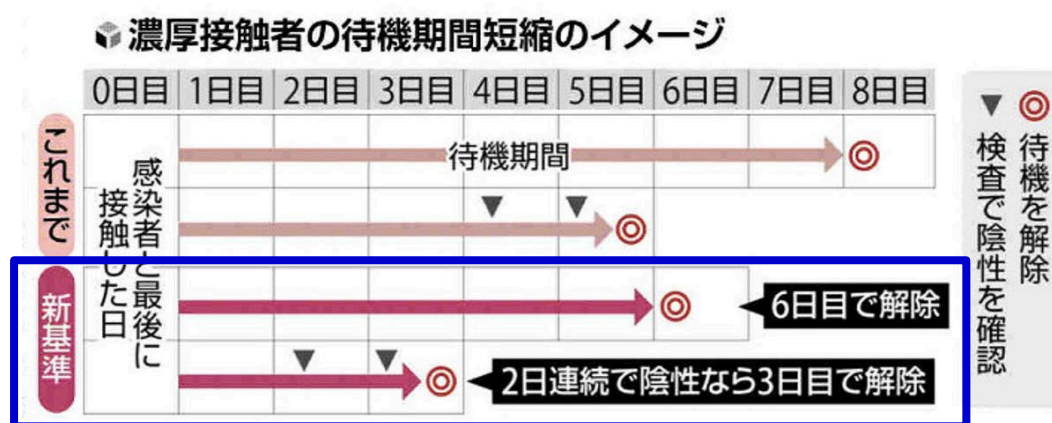 濃厚接触者の待機期間短縮のイメージ
0日目 1日目 2日目 3日目 4日目 5日目 6日目 7日目 8日目
これまで
感染者と最後に
接触した日
待機期間
新基準
6日目で解除
2日連続で陰性なら3日目で解除
◎待機を解除
▼検査で陰性を確認